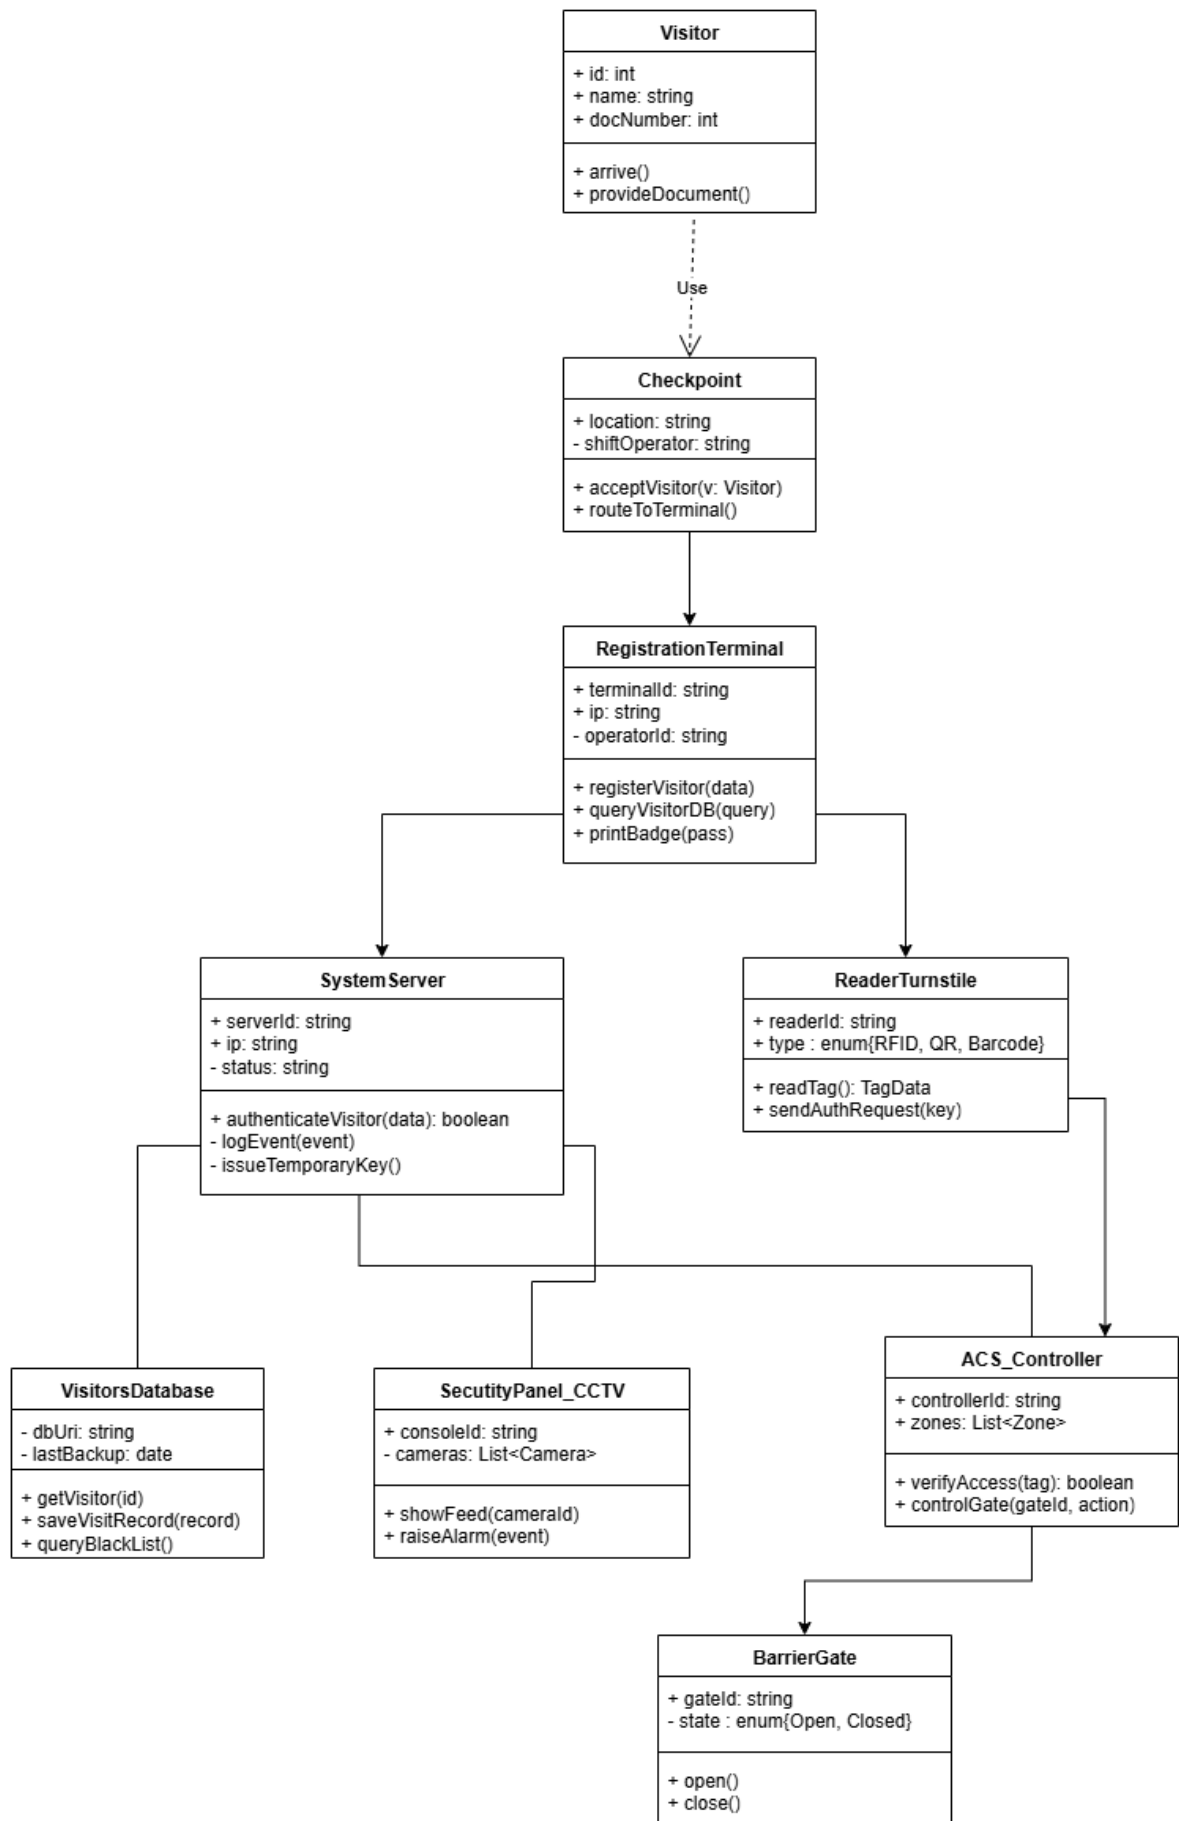 Visitor
+ id: int
+ name: string
+ docNumber: int
+ arrive()
+ provideDocument()
Use
Checkpoint
+ location: string
- shiftOperator: string
+ acceptVisitor(v: Visitor)
+ routeToTerminal()
RegistrationTerminal
+ terminalId: string
+ ip: string
- operatorId: string
+ registerVisitor(data)
+ queryVisitorDB(query)
+ printBadge(pass)
SystemServer
+ serverId: string
+ ip: string
- status: string
+ authenticateVisitor(data): boolean
- logEvent(event)
- issueTemporaryKey()
ReaderTurnstile
+ readerId: string
+ type : enum{RFID, QR, Barcode}
+ readTag(): TagData
+ sendAuthRequest(key)
VisitorsDatabase
- dbUri: string
- lastBackup: date
+ getVisitor(id)
+ saveVisitRecord(record)
+ queryBlackList()
SecutityPanel_CCTV
+ consoleId: string
- cameras: List<Camera>
+ showFeed(cameraId)
+ raiseAlarm(event)
ACS_Controller
+ controllerId: string
+ zones: List<Zone>
+ verifyAccess(tag): boolean
+ controlGate(gateId, action)
BarrierGate
+ gateId: string
- state : enum{Open, Closed}
+ open()
+ close()